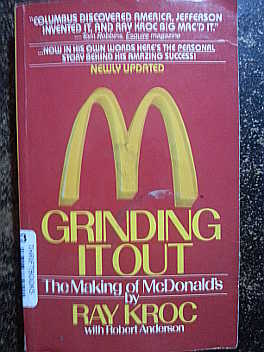 "COLUMBUS DISCOVERED AMERICA, JEFFERSON
INVENTED IT, AND RAY KROC BIG MAC'D IT."
—Tom Robbins, Esquire magazine
...NOW IN HIS OWN WORDS HERE'S THE PERSONAL
STORY BEHIND HIS AMAZING SUCCESS!
NEWLY UPDATED
GRINDING
IT OUT
The Making of McDonald's
by
RAY KROC
with Robert Anderson
THRIFTBOOKS